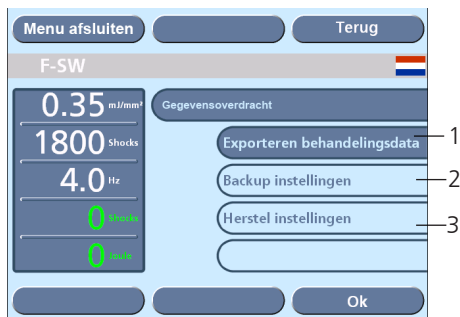 Menu afsluiten
Terug
F-SW
0.35 mJ/mm²
Gegevensoverdracht
1800 Shocks
Exporteren behandelingsdata
1
4.0 Hz
Backup instellingen
2
0 Shocks
Herstel instellingen
3
0 Joule
Ok